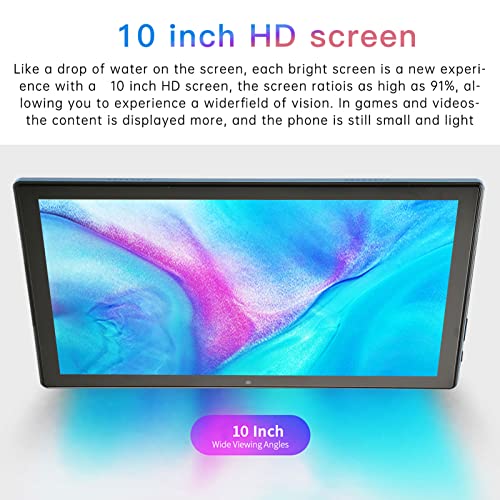 10 inch HD screen
Like a drop of water on the screen, each bright screen is a new experi-
ence with a 10 inch HD screen, the screen ratiois as high as 91%, al-
lowing you to experience a widerfield of vision. In games and videos-
the content is displayed more, and the phone is still small and light
10 Inch
Wide Viewing Angles